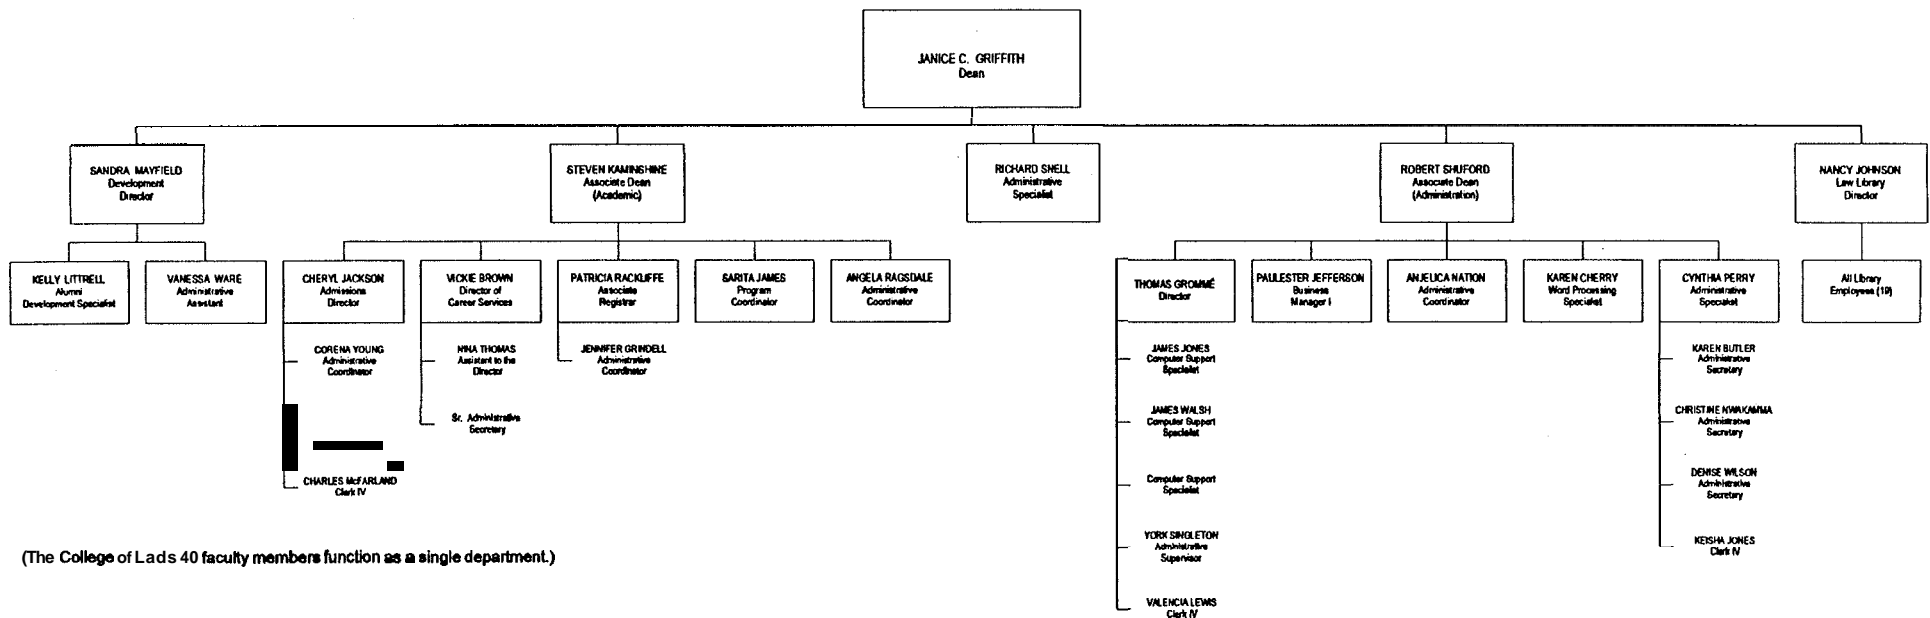 JANICE C. GRIFFITH
Dean
SANDRA MAYFIELD
Development
Director
STEVEN KAMINSHINE
Associate Dean
(Academic)
RICHARD SNELL
Administrative
Specialist
ROBERT SHUFORD
Associate Dean
(Administration)
NANCY JOHNSON
Law Library
Director
KELLY LITTRELL
Alumni
Development Specialist
VANESSA WARE
Administrative
Assistant
CHERYL JACKSON
Admissions
Director
VICKIE BROWN
Director of
Career Services
PATRICIA RACKLIFFE
Associate
Registrar
SARITA JAMES
Program
Coordinator
ANGELA RAGSDALE
Administrative
Coordinator
THOMAS GROMMÉ
Director
PAULESTER JEFFERSON
Business
Manager I
ANJELICA NATION
Administrative
Coordinator
KAREN CHERRY
Word Processing
Specialist
CYNTHIA PERRY
Administrative
Specialist
All Library
Employees (19)
CORENA YOUNG
Administrative
Coordinator
CHARLES McFARLAND
Clerk IV
NINA THOMAS
Assistant to the
Director
Sr. Administrative
Secretary
JENNIFER GRINDELL
Administrative
Coordinator
JAMES JONES
Computer Support
Specialist
JAMES WALSH
Computer Support
Specialist
Computer Support
Specialist
YORK SINGLETON
Administrative
Supervisor
VALENCIA LEWIS
Clerk IV
KAREN BUTLER
Administrative
Secretary
CHRISTINE NWAKAMMA
Administrative
Secretary
DENISE WILSON
Administrative
Secretary
KEISHA JONES
Clerk IV
(The College of Lads 40 faculty members function as a single department.)